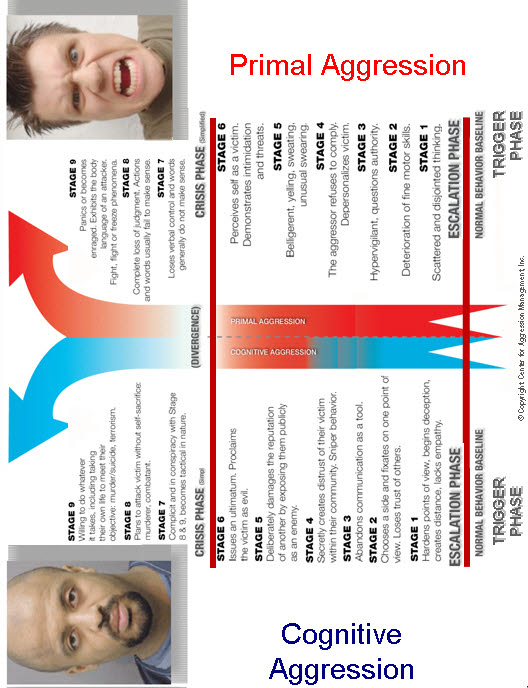 Primal Aggression
STAGE 9
Panics or becomes
enraged. Exhibits the body
language of an attacker.
Fight, flight or freeze phenomena.
STAGE 8
Complete loss of judgment. Actions
and words usually fail to make sense.
STAGE 7
Loses verbal control and words
generally do not make sense.
CRISIS PHASE (Simplified)
STAGE 6
Perceives self as a victim.
Demonstrates intimidation
and threats.
STAGE 5
Belligerent, yelling, sweating,
unusual swearing.
STAGE 4
The aggressor refuses to comply.
Depersonalizes victim.
STAGE 3
Hypervigilant, questions authority.
STAGE 2
Deterioration of fine motor skills.
STAGE 1
Scattered and disjointed thinking.
ESCALATION PHASE
NORMAL BEHAVIOR BASELINE
TRIGGER
PHASE
(DIVERGENCE)
PRIMAL AGGRESSION
COGNITIVE AGGRESSION
STAGE 9
Willing to do whatever
it takes, including taking
their own life to meet their
objective: murder/suicide, terrorism.
STAGE 8
Plans to attack victim without self-sacrifice:
murderer, combatant.
STAGE 7
Complicit and in conspiracy with Stage
8 & 9, becomes tactical in nature.
CRISIS PHASE
STAGE 6
Issues an ultimatum. Proclaims
the victim as evil.
STAGE 5
Deliberately damages the reputation
of another by exposing them publicly
as an enemy.
STAGE 4
Secretly creates distrust of their victim
within their community. Sniper behavior.
STAGE 3
Abandons communication as a tool.
STAGE 2
Chooses a side and fixates on one point of
view. Loses trust of others.
STAGE 1
Hardens points of view, begins deception,
creates distance, lacks empathy.
ESCALATION PHASE
NORMAL BEHAVIOR BASELINE
TRIGGER
PHASE
© Copyright: Center for Aggression Management, Inc.
Cognitive
Aggression